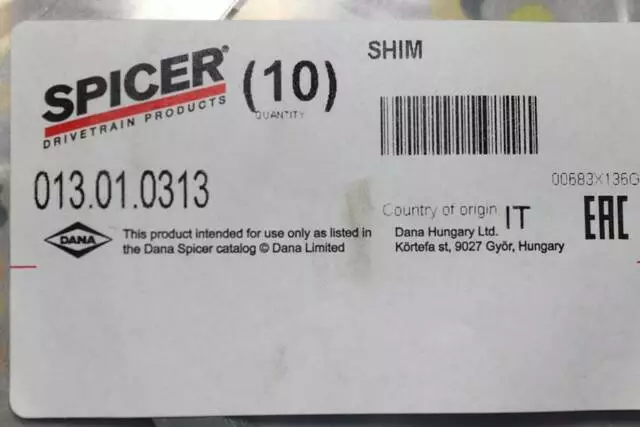 SPICER®
DRIVETRAIN PRODUCTS
(10)
QUANTITY
SHIM
013.01.0313
00683X136G
DANA
This product intended for use only as listed in
the Dana Spicer catalog © Dana Limited
Country of origin IT
Dana Hungary Ltd.
Körtefa st, 9027 Győr, Hungary
EAC